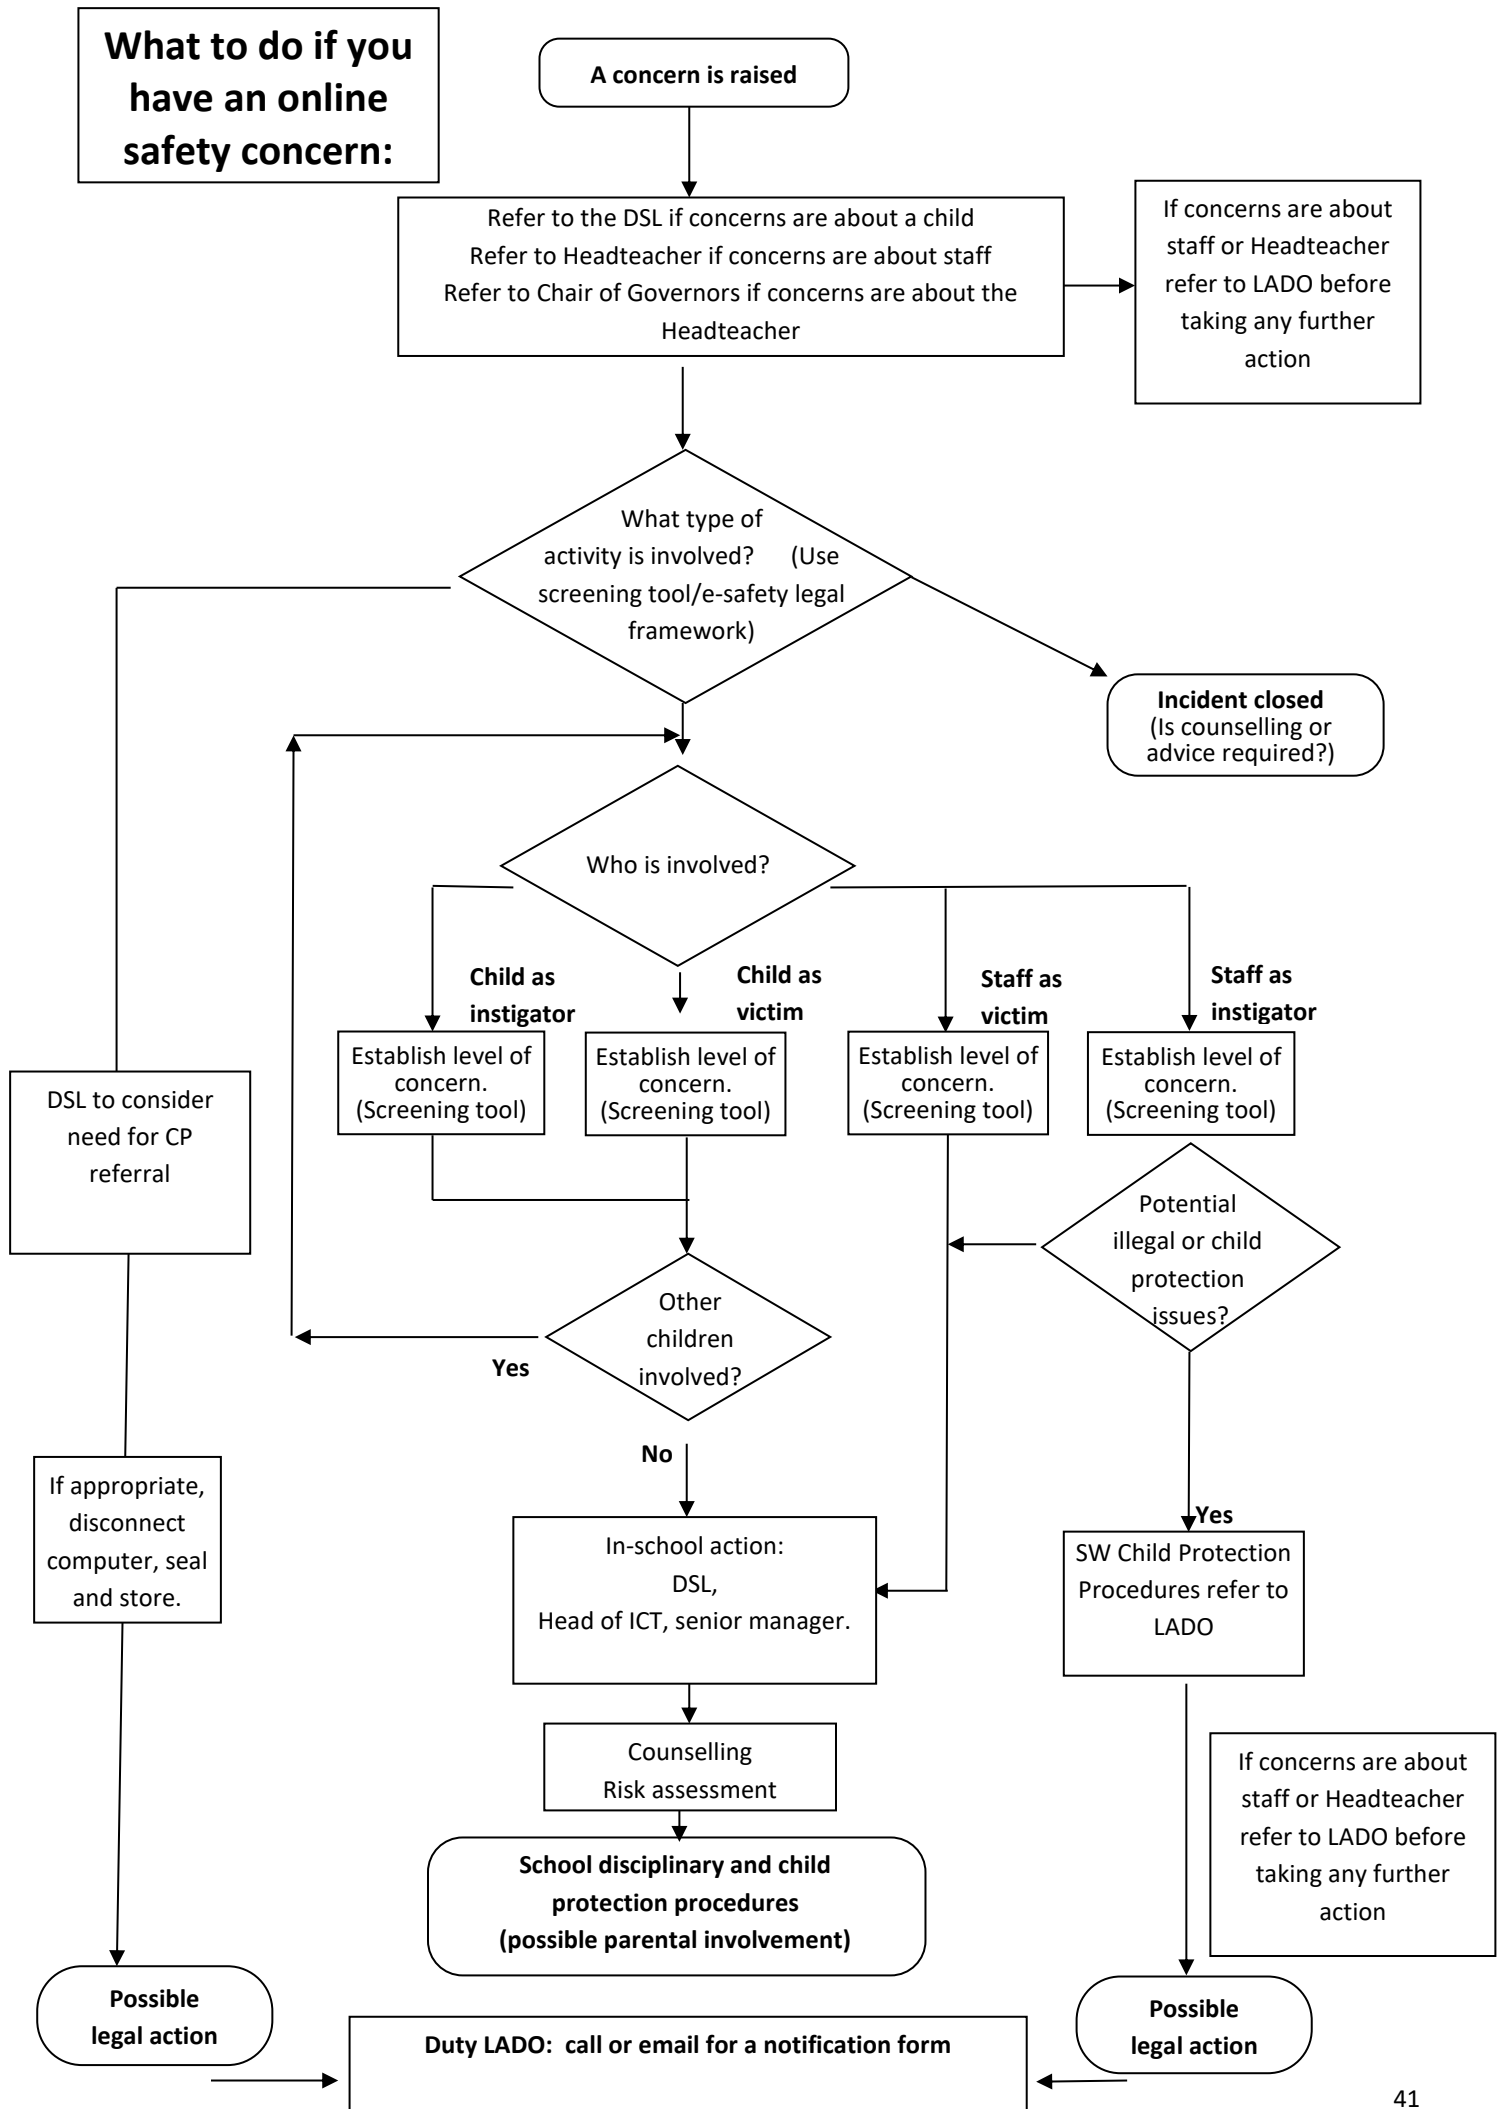 What to do if you
have an online
safety concern:
A concern is raised
Refer to the DSL if concerns are about a child
Refer to Headteacher if concerns are about staff
Refer to Chair of Governors if concerns are about the
Headteacher
If concerns are about
staff or Headteacher
refer to LADO before
taking any further
action
What type of
activity is involved? (Use
screening tool/e-safety legal
framework)
Incident closed
(Is counselling or
advice required?)
Who is involved?
Child as
instigator
Child as
victim
Staff as
victim
Staff as
instigator
Establish level of
concern.
(Screening tool)
Establish level of
concern.
(Screening tool)
Establish level of
concern.
(Screening tool)
Establish level of
concern.
(Screening tool)
DSL to consider
need for CP
referral
Potential
illegal or child
protection
issues?
Other
children
involved?
Yes
No
If appropriate,
disconnect
computer, seal
and store.
In-school action:
DSL,
Head of ICT, senior manager.
Yes
SW Child Protection
Procedures refer to
LADO
Counselling
Risk assessment
If concerns are about
staff or Headteacher
refer to LADO before
taking any further
action
School disciplinary and child
protection procedures
(possible parental involvement)
Possible
legal action
Possible
legal action
Duty LADO: call or email for a notification form
41